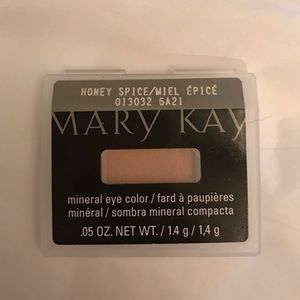 HONEY SPICE/MIEL ÉPICÉ
013032 6A21
MARY KAY
mineral eye color / fard à paupières
minéral / sombra mineral compacta
.05 OZ. NET WT. / 1.4 g / 1,4 g